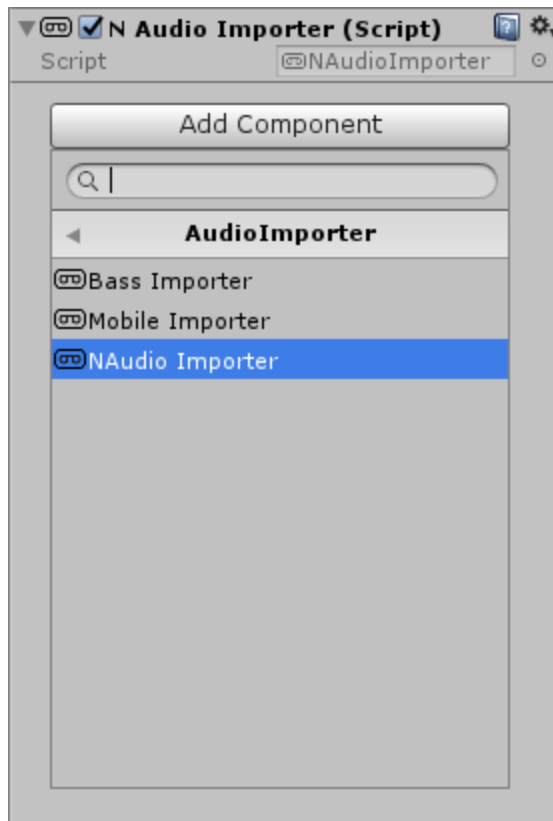 N Audio Importer (Script)
Script NAudioImporter
Add Component
AudioImporter
Bass Importer
Mobile Importer
NAudio Importer